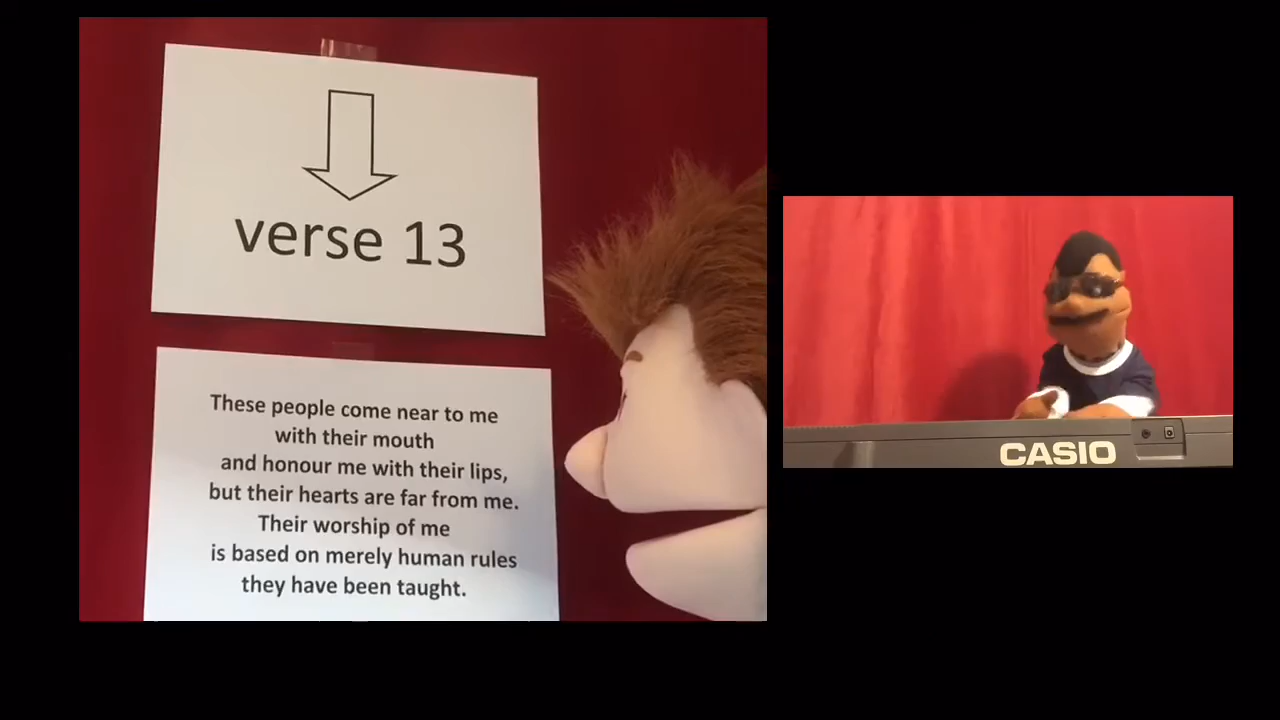 verse 13
These people come near to me
with their mouth
and honour me with their lips,
but their hearts are far from me.
Their worship of me
is based on merely human rules
they have been taught.
CASIO